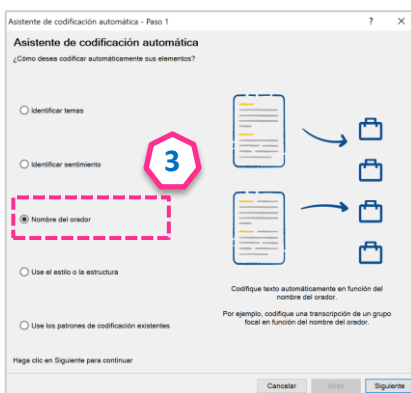 Asistente de codificación automática - Paso 1 ? ×
Asistente de codificación automática
¿Cómo desea codificar automáticamente sus elementos?
Identificar temas
Identificar sentimiento
3
Nombre del orador
Use el estilo o la estructura
Codifique texto automáticamente en función del
nombre del orador.
Por ejemplo, codifique una transcripción de un grupo
focal en función del nombre del orador.
Use los patrones de codificación existentes
Haga clic en Siguiente para continuar
Cancelar Atrás Siguiente